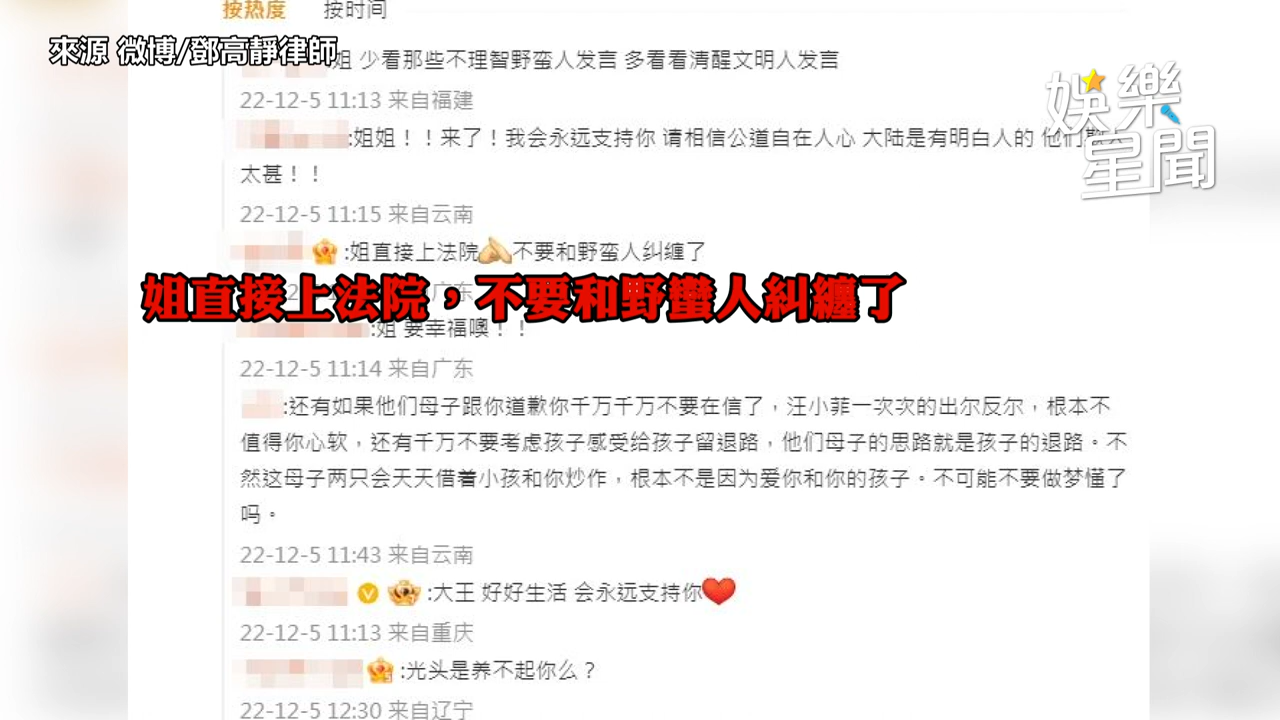 按热度 按时间
來源 微博/鄧高靜律師
姐 少看那些不理智野蛮人发言 多看看清醒文明人发言
22-12-5 11:13 来自福建
娛樂星聞
:姐姐！！来了！我会永远支持你 请相信公道自在人心 大陆是有明白人的 他们欺人
太甚！！
22-12-5 11:15 来自云南
:姐直接上法院 不要和野蛮人纠缠了
姐直接上法院，不要和野蠻人糾纏了
:姐 要幸福噢！！
22-12-5 11:14 来自广东
:还有如果他们母子跟你道歉你千万千万不要在信了，汪小菲一次次的出尔反尔，根本不
值得你心软，还有千万不要考虑孩子感受给孩子留退路，他们母子的思路就是孩子的退路。不
然这母子两只会天天借着小孩和你炒作，根本不是因为爱你和你的孩子。不可能不要做梦懂了
吗。
22-12-5 11:43 来自云南
:大王 好好生活 会永远支持你
22-12-5 11:13 来自重庆
:光头是养不起你么？
22-12-5 12:30 来自辽宁